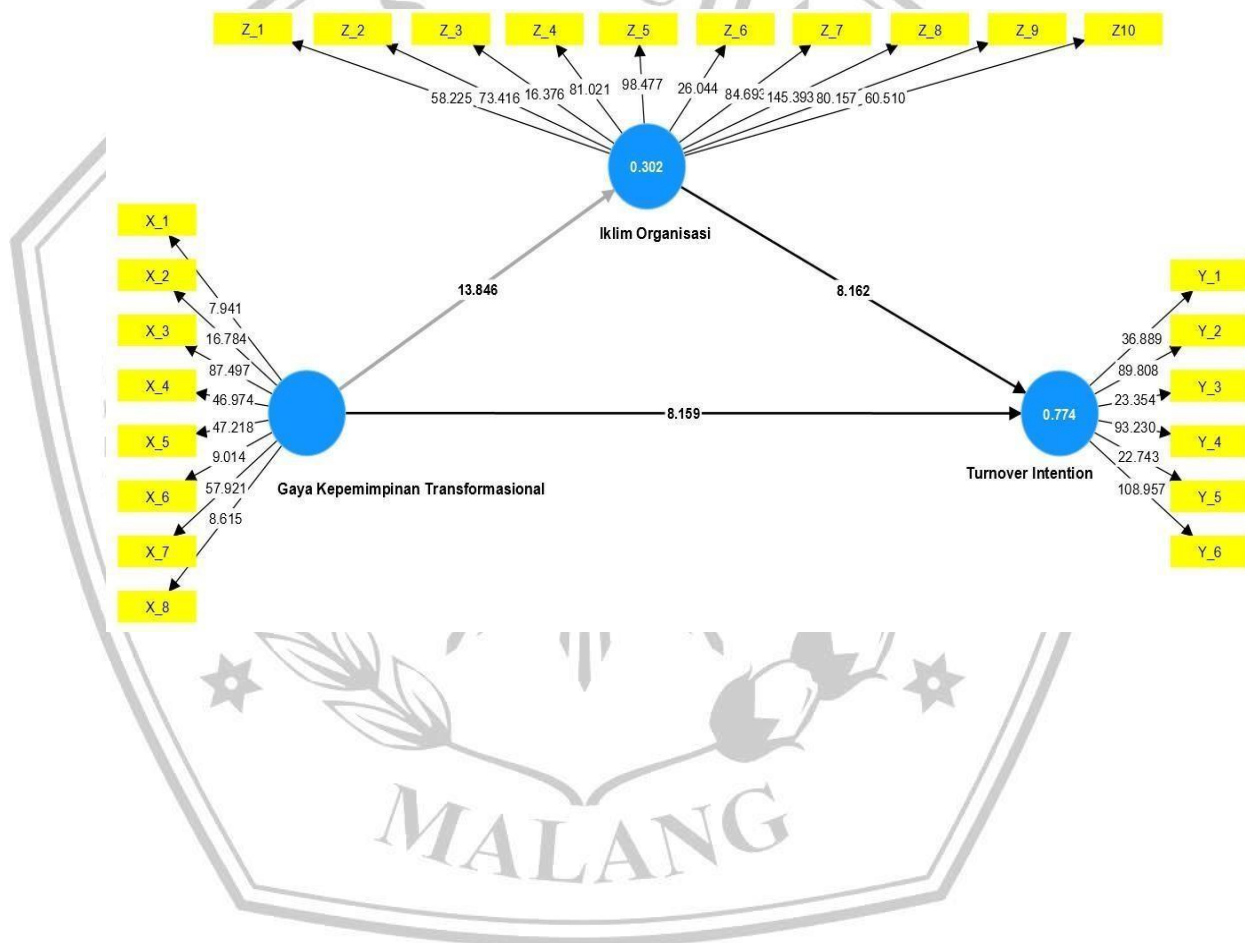 Z_1 Z_2 Z_3 Z_4 Z_5 Z_6 Z_7 Z_8 Z_9 Z10
58.225 73.416 16.376 81.021 98.477 26.044 84.693 145.393 80.157 60.510
0.302
Iklim Organisasi
X_1
X_2
X_3
X_4
X_5
X_6
X_7
X_8
7.941
16.784
87.497
46.974
47.218
9.014
57.921
8.615
Gaya Kepemimpinan Transformasional
13.846
8.162
8.159
0.774
Turnover Intention
36.889
89.808
23.354
93.230
22.743
108.957
Y_1
Y_2
Y_3
Y_4
Y_5
Y_6
MALANG